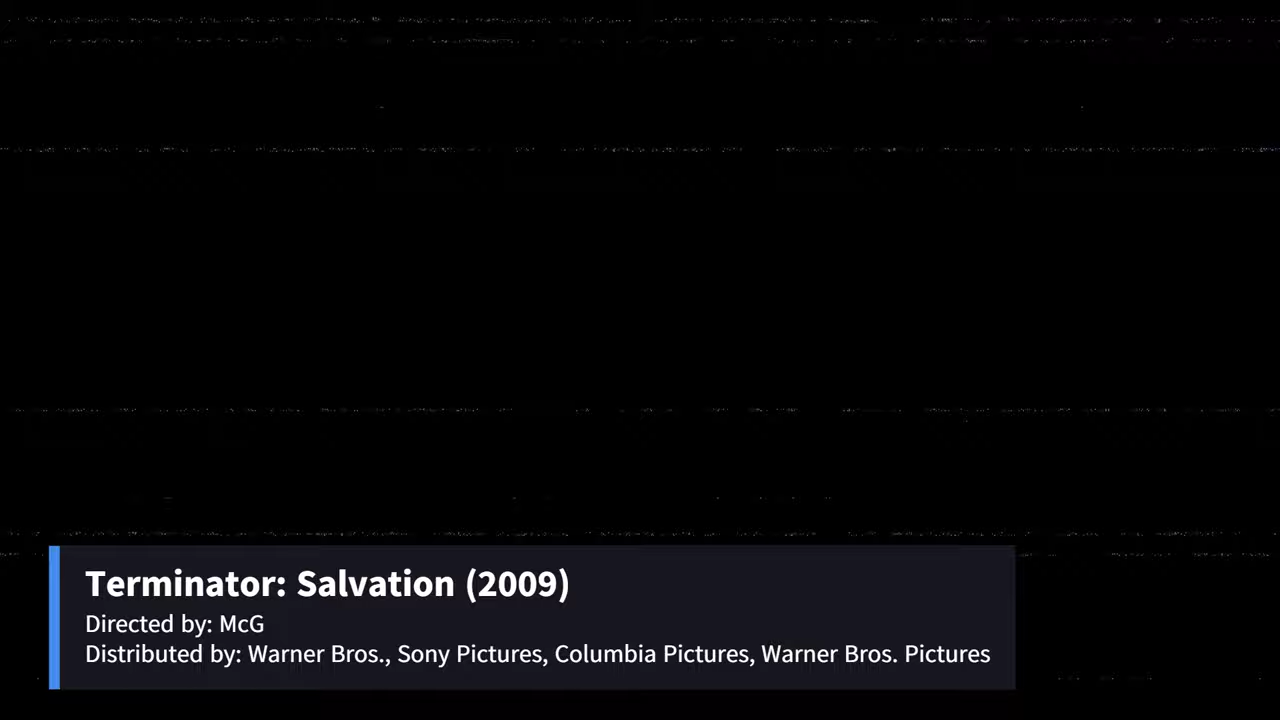 Terminator: Salvation (2009)
Directed by: McG
Distributed by: Warner Bros., Sony Pictures, Columbia Pictures, Warner Bros. Pictures